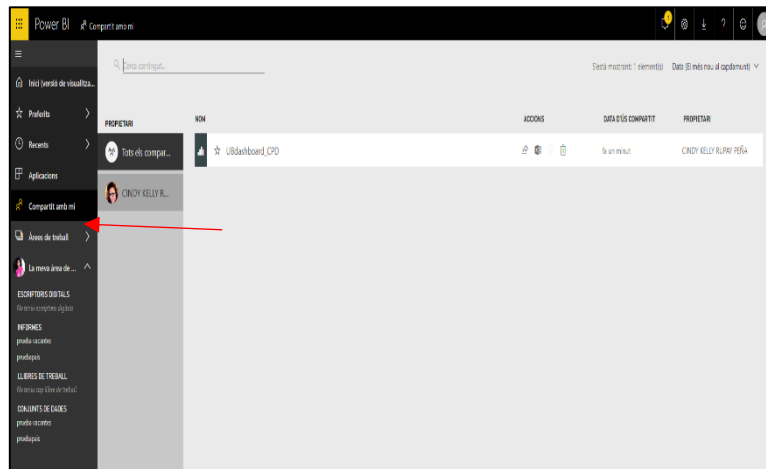 Power BI
Compartit amb mi
Cerca contingut...
S'està mostrant: 1 element(s)
Data (El més nou al capdamunt)
Inici (versió de visualitza...
Preferits
Recents
Aplicacions
Compartit amb mi
Àrees de treball
La meva àrea de ...
ESCRIPTORIS DIGITALS
No teniu escriptoris digitals
INFORMES
prueba vacantes
pruebapais
LLIBRES DE TREBALL
No teniu cap llibre de treball
CONJUNTS DE DADES
prueba vacantes
pruebapais
PROPIETARI
Tots els compar...
CINDY KELLY R...
NOM
ACCIONS
DATA D'ÚS COMPARTIT
PROPIETARI
UBdashboard_CPD
fa un minut
CINDY KELLY RUPAY PEÑA